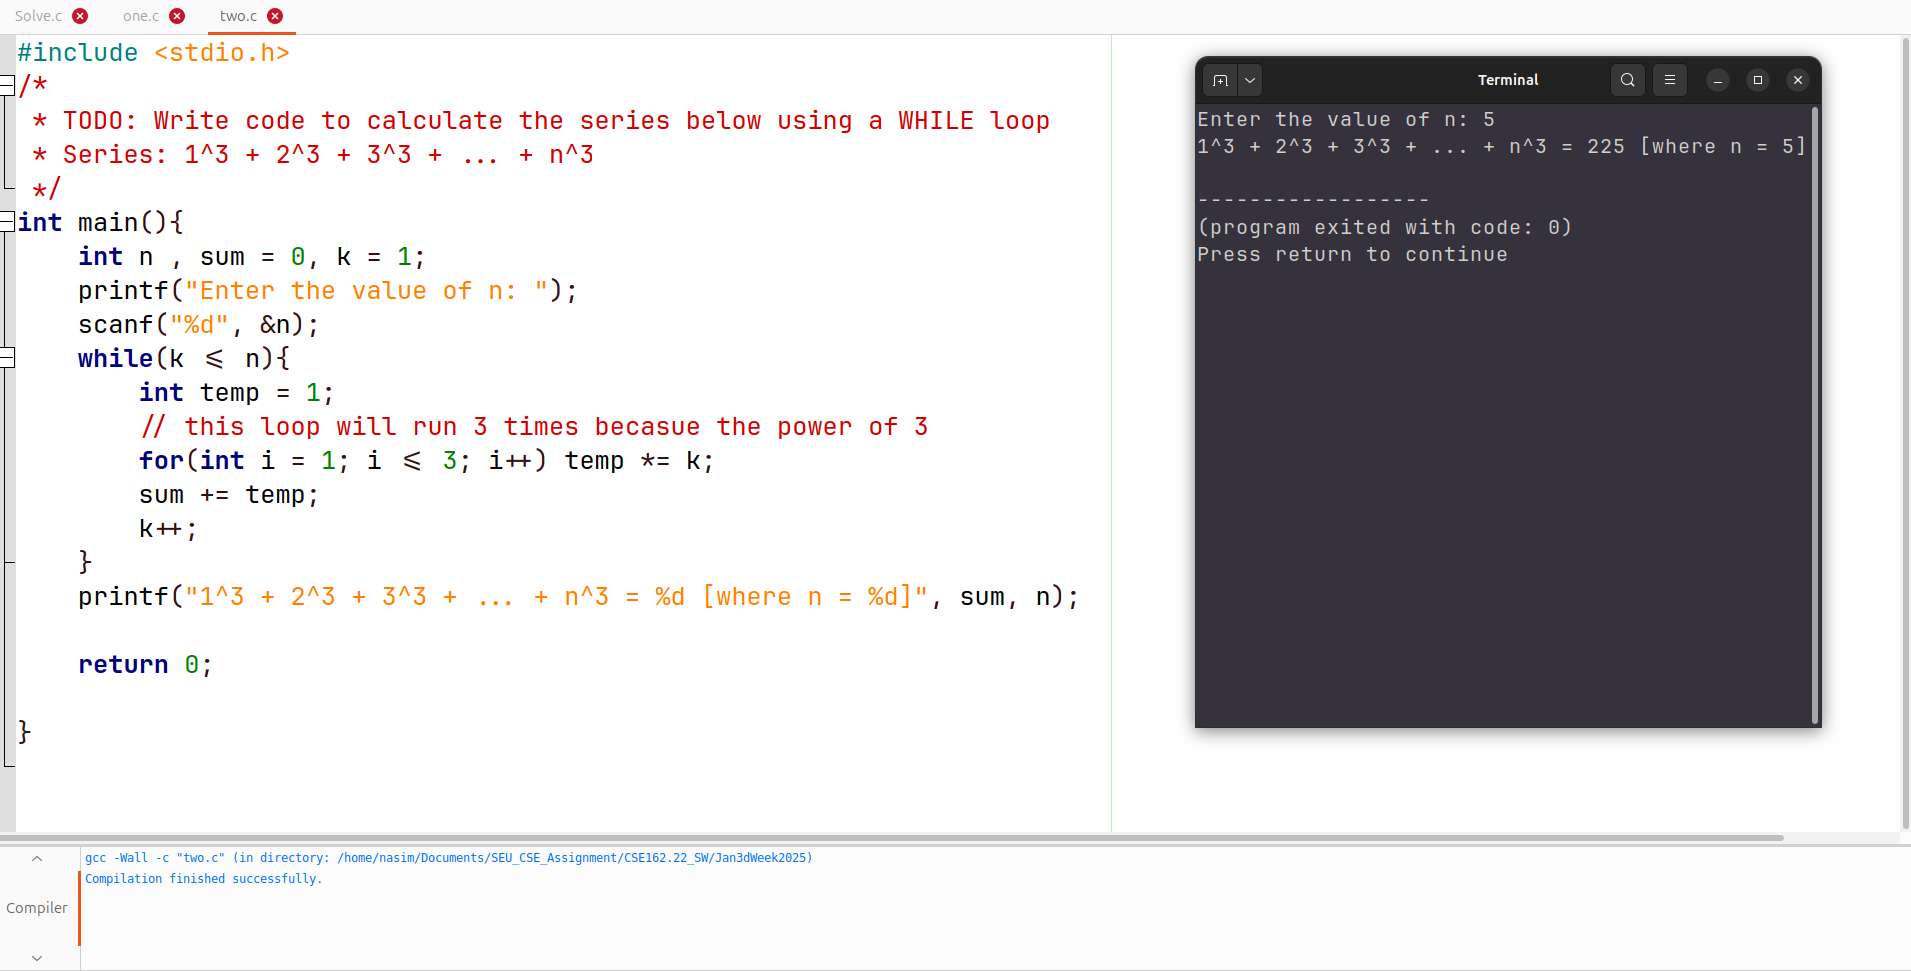 Solve.c one.c two.c
#include <stdio.h>
/*
 * TODO: Write code to calculate the series below using a WHILE loop
 * Series: 1^3 + 2^3 + 3^3 + ... + n^3
 */
int main(){
    int n , sum = 0, k = 1;
    printf("Enter the value of n: ");
    scanf("%d", &n);
    while(k <= n){
        int temp = 1;
        // this loop will run 3 times becasue the power of 3
        for(int i = 1; i <= 3; i++) temp *= k;
        sum += temp;
        k++;
    }
    printf("1^3 + 2^3 + 3^3 + ... + n^3 = %d [where n = %d]", sum, n);
    return 0;
}
Terminal
Enter the value of n: 5
1^3 + 2^3 + 3^3 + ... + n^3 = 225 [where n = 5]
------------------
(program exited with code: 0)
Press return to continue
Compiler
gcc -Wall -c "two.c" (in directory: /home/nasim/Documents/SEU_CSE_Assignment/CSE162.22_SW/Jan3dWeek2025)
Compilation finished successfully.